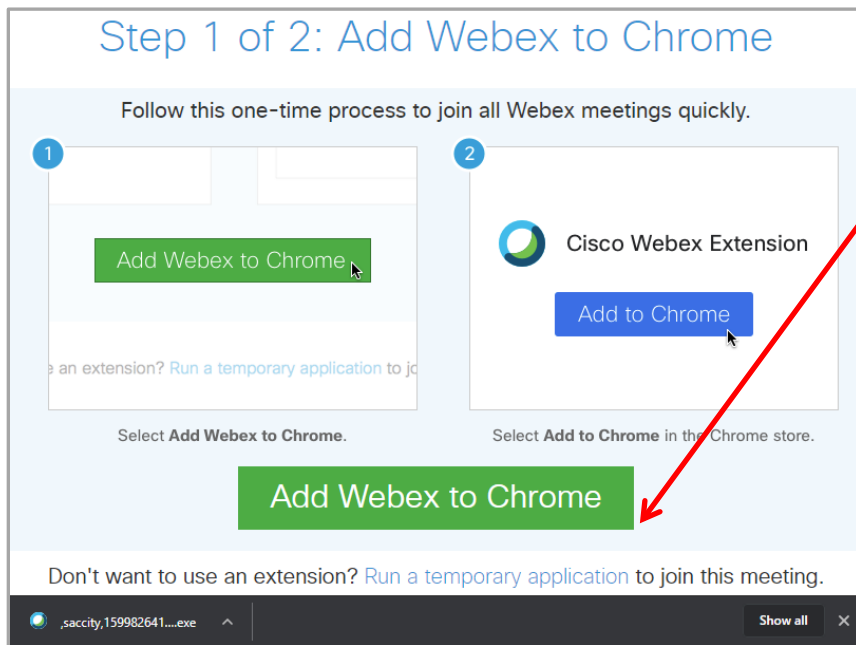 Step 1 of 2: Add Webex to Chrome
Follow this one-time process to join all Webex meetings quickly.
1
Add Webex to Chrome
e an extension? Run a temporary application to jo
Select Add Webex to Chrome.
2
Cisco Webex Extension
Add to Chrome
Select Add to Chrome in the Chrome store.
Add Webex to Chrome
Don't want to use an extension? Run a temporary application to join this meeting.
,saccity,159982641....exe
Show all